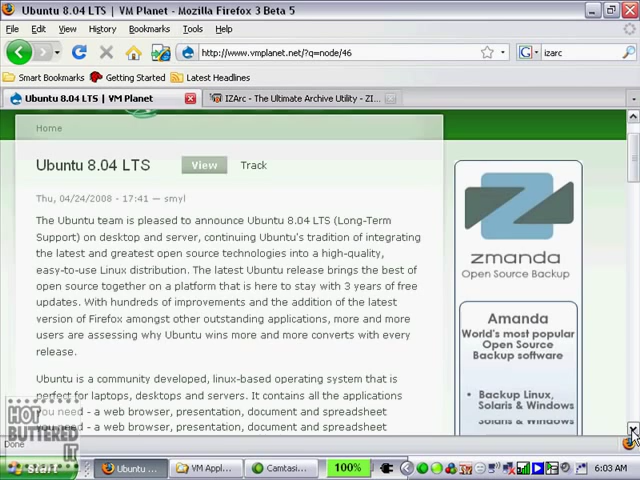 Ubuntu 8.04 LTS | VM Planet - Mozilla Firefox 3 Beta 5
File Edit View History Bookmarks Tools Help
http://www.vmplanet.net/?q=node/46
izarc
Smart Bookmarks Getting Started Latest Headlines
Ubuntu 8.04 LTS | VM Planet
IZArc - The Ultimate Archive Utility - ZI...
Home
Ubuntu 8.04 LTS
View
Track
Thu, 04/24/2008 - 17:41 — smyl
The Ubuntu team is pleased to announce Ubuntu 8.04 LTS (Long-Term
Support) on desktop and server, continuing Ubuntu's tradition of integrating
the latest and greatest open source technologies into a high-quality,
easy-to-use Linux distribution. The latest Ubuntu release brings the best of
open source together on a platform that is here to stay with 3 years of free
updates. With hundreds of improvements and the addition of the latest
version of Firefox amongst other outstanding applications, more and more
users are assessing why Ubuntu wins more and more converts with every
release.
Ubuntu is a community developed, linux-based operating system that is
perfect for laptops, desktops and servers. It contains all the applications
you need - a web browser, presentation, document and spreadsheet
you need - a web browser, presentation, document and spreadsheet
zmanda
Open Source Backup
Amanda
World's most popular
Open Source
Backup software
• Backup Linux,
Solaris & Windows
Solaris & Windows
HOT
BUTTERED
IT
Done
Start
Ubuntu ...
VM Appl...
Camtasi...
100%
6:03 AM